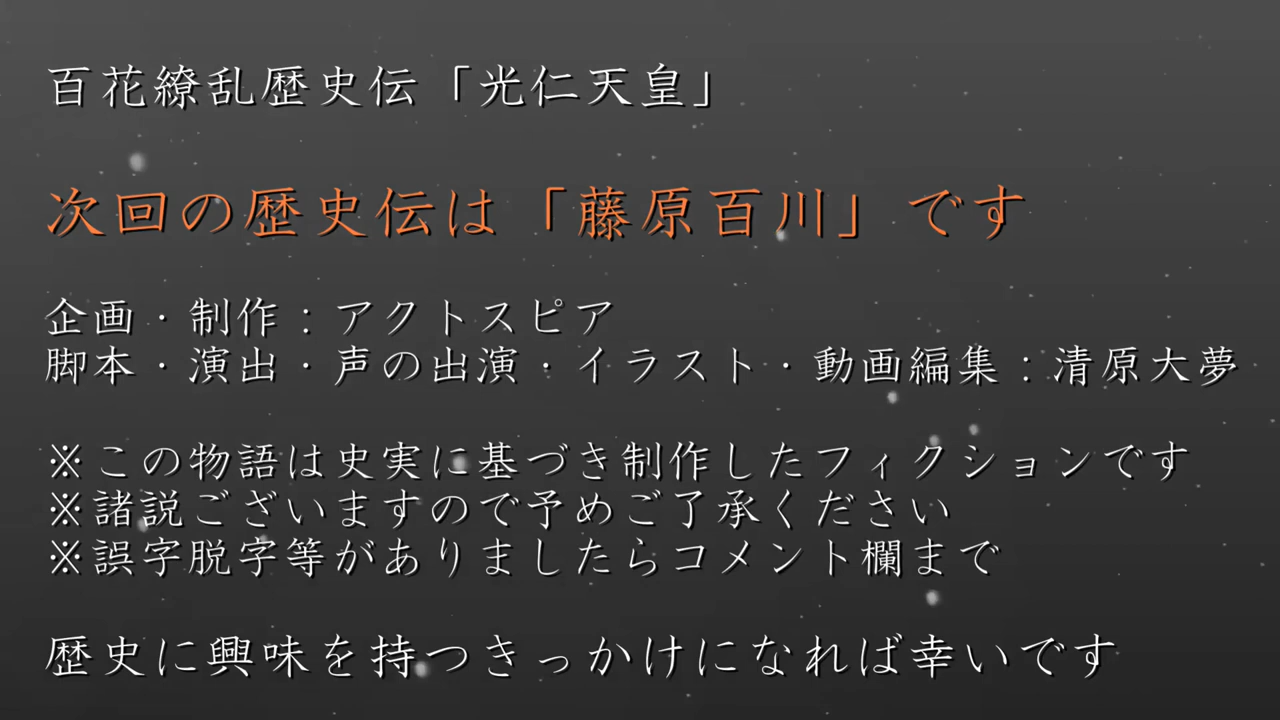 百花繚乱歴史伝「光仁天皇」
次回の歴史伝は「藤原百川」です
企画・制作：アクトスピア
脚本・演出・声の出演・イラスト・動画編集：清原大夢
※この物語は史実に基づき制作したフィクションです
※諸説ございますので予めご了承ください
※誤字脱字等がありましたらコメント欄まで
歴史に興味を持つきっかけになれば幸いです